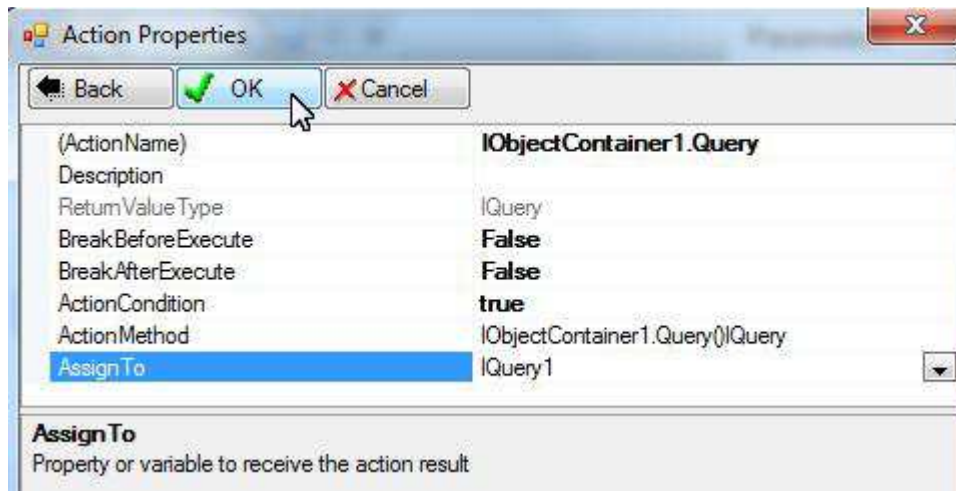 Action Properties
Back OK Cancel
(ActionName) IObjectContainer1.Query
Description
ReturnValueType IQuery
BreakBeforeExecute False
BreakAfterExecute False
ActionCondition true
ActionMethod IObjectContainer1.Query()IQuery
AssignTo IQuery1
AssignTo
Property or variable to receive the action result